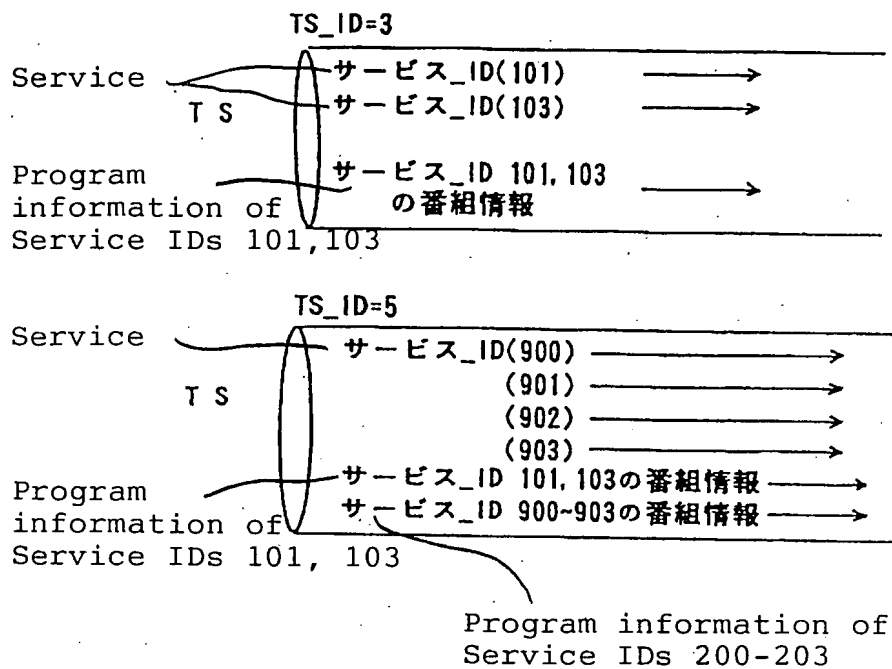 TS_ID=3
Service
サービス_ID(101)
TS
サービス_ID(103)
Program
information of
Service IDs 101,103
サービス_ID 101,103
の番組情報
TS_ID=5
Service
サービス_ID(900)
TS
(901)
(902)
(903)
Program
information of
Service IDs 101, 103
サービス_ID 101,103の番組情報
サービス_ID 900~903の番組情報
Program information of
Service IDs 200-203